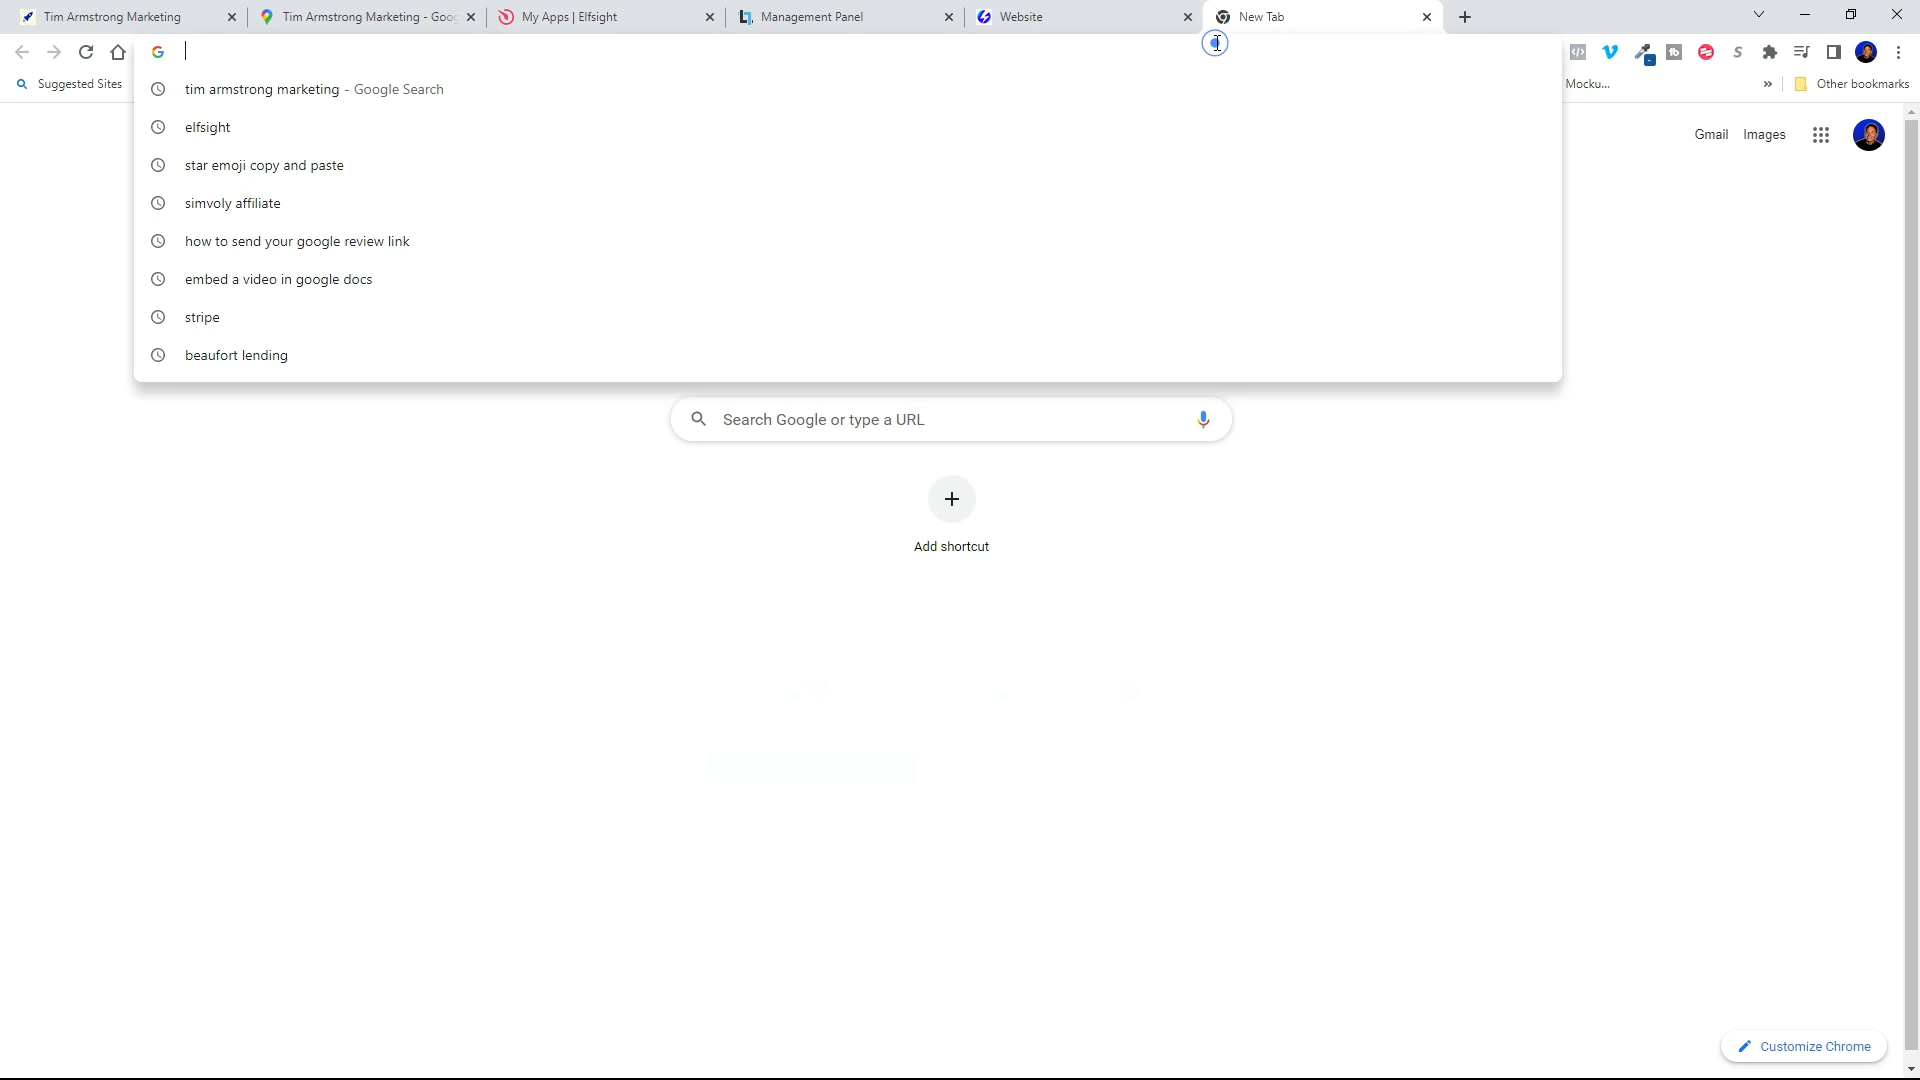 Tim Armstrong Marketing
Tim Armstrong Marketing - Goo
My Apps | Elfsight
Management Panel
Website
New Tab
Suggested Sites
Mocku...
Other bookmarks
tim armstrong marketing - Google Search
elfsight
star emoji copy and paste
simvoly affiliate
how to send your google review link
embed a video in google docs
stripe
beaufort lending
Gmail Images
Search Google or type a URL
Add shortcut
Customize Chrome